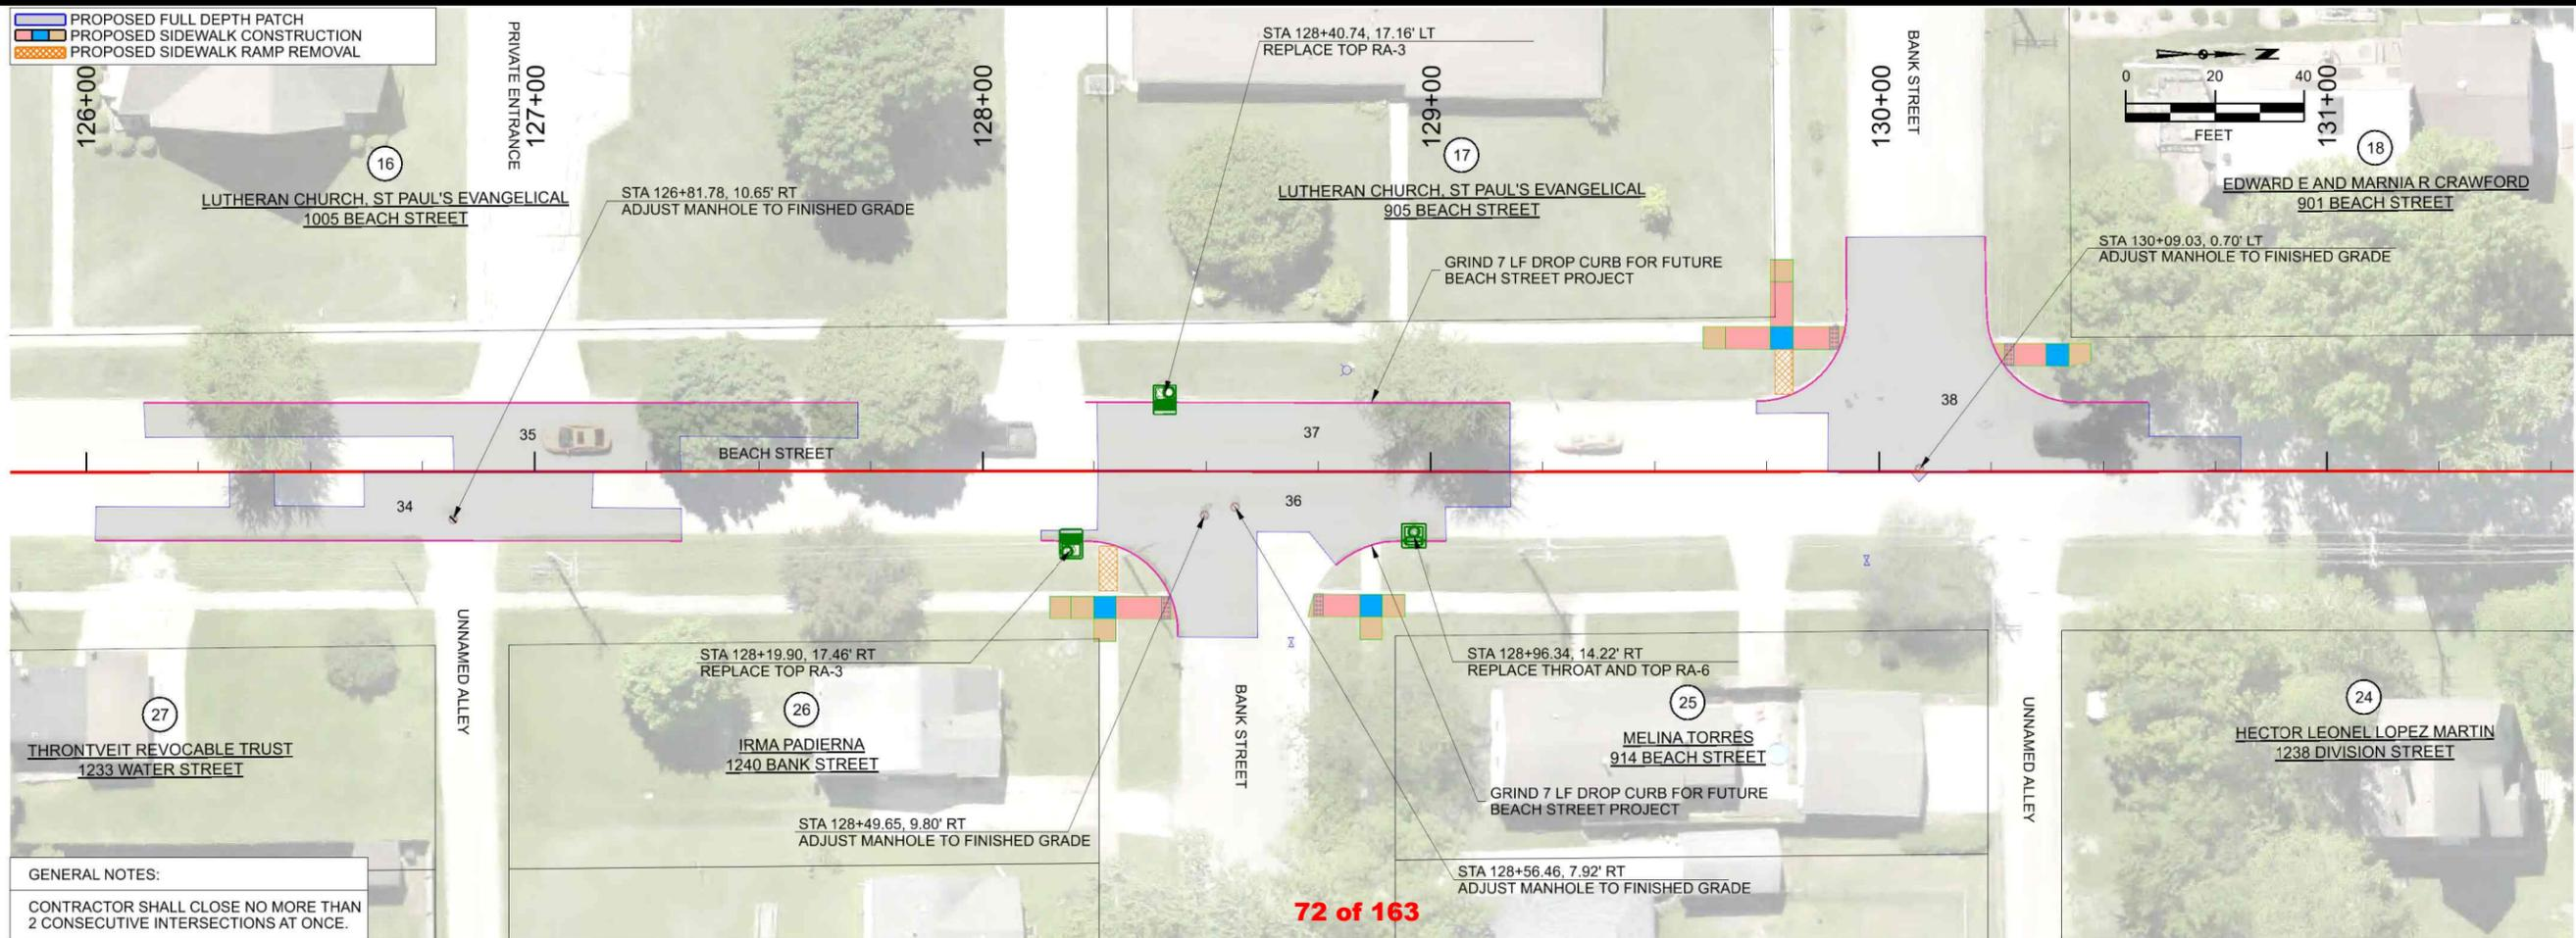 PROPOSED FULL DEPTH PATCH
PROPOSED SIDEWALK CONSTRUCTION
PROPOSED SIDEWALK RAMP REMOVAL
126+00
PRIVATE ENTRANCE
127+00
128+00
STA 128+40.74, 17.16' LT
REPLACE TOP RA-3
129+00
130+00
BANK STREET
N
0 20 40
FEET
131+00
16
LUTHERAN CHURCH, ST PAUL'S EVANGELICAL
1005 BEACH STREET
STA 126+81.78, 10.65' RT
ADJUST MANHOLE TO FINISHED GRADE
17
LUTHERAN CHURCH, ST PAUL'S EVANGELICAL
905 BEACH STREET
18
EDWARD E AND MARNIA R CRAWFORD
901 BEACH STREET
GRIND 7 LF DROP CURB FOR FUTURE
BEACH STREET PROJECT
STA 130+09.03, 0.70' LT
ADJUST MANHOLE TO FINISHED GRADE
35
BEACH STREET
37
38
34
36
UNNAMED ALLEY
STA 128+19.90, 17.46' RT
REPLACE TOP RA-3
BANK STREET
STA 128+96.34, 14.22' RT
REPLACE THROAT AND TOP RA-6
UNNAMED ALLEY
27
THRONTVEIT REVOCABLE TRUST
1233 WATER STREET
26
IRMA PADIERNA
1240 BANK STREET
25
MELINA TORRES
914 BEACH STREET
24
HECTOR LEONEL LOPEZ MARTIN
1238 DIVISION STREET
GRIND 7 LF DROP CURB FOR FUTURE
BEACH STREET PROJECT
STA 128+49.65, 9.80' RT
ADJUST MANHOLE TO FINISHED GRADE
STA 128+56.46, 7.92' RT
ADJUST MANHOLE TO FINISHED GRADE
GENERAL NOTES:
CONTRACTOR SHALL CLOSE NO MORE THAN
2 CONSECUTIVE INTERSECTIONS AT ONCE.
72 of 163